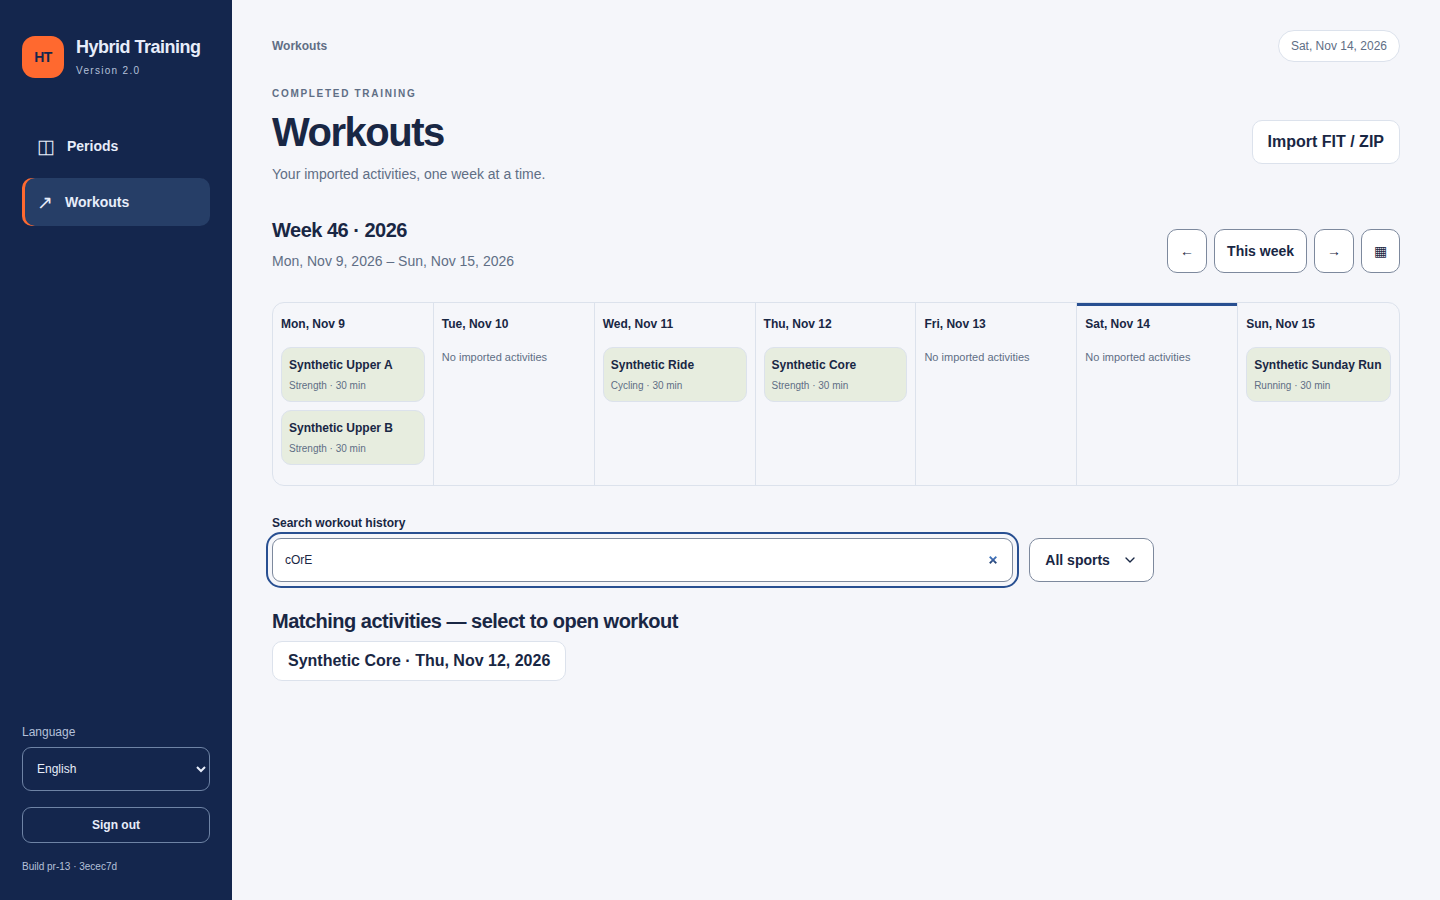 HT
Hybrid Training
Version 2.0
Periods
Workouts
Language
English
Sign out
Build pr-13 · 3ecec7d
Workouts
Sat, Nov 14, 2026
COMPLETED TRAINING
Workouts
Import FIT / ZIP
Your imported activities, one week at a time.
Week 46 · 2026
Mon, Nov 9, 2026 – Sun, Nov 15, 2026
← This week →
Mon, Nov 9
Synthetic Upper A
Strength · 30 min
Synthetic Upper B
Strength · 30 min
Tue, Nov 10
No imported activities
Wed, Nov 11
Synthetic Ride
Cycling · 30 min
Thu, Nov 12
Synthetic Core
Strength · 30 min
Fri, Nov 13
No imported activities
Sat, Nov 14
No imported activities
Sun, Nov 15
Synthetic Sunday Run
Running · 30 min
Search workout history
cOrE
All sports
Matching activities — select to open workout
Synthetic Core · Thu, Nov 12, 2026